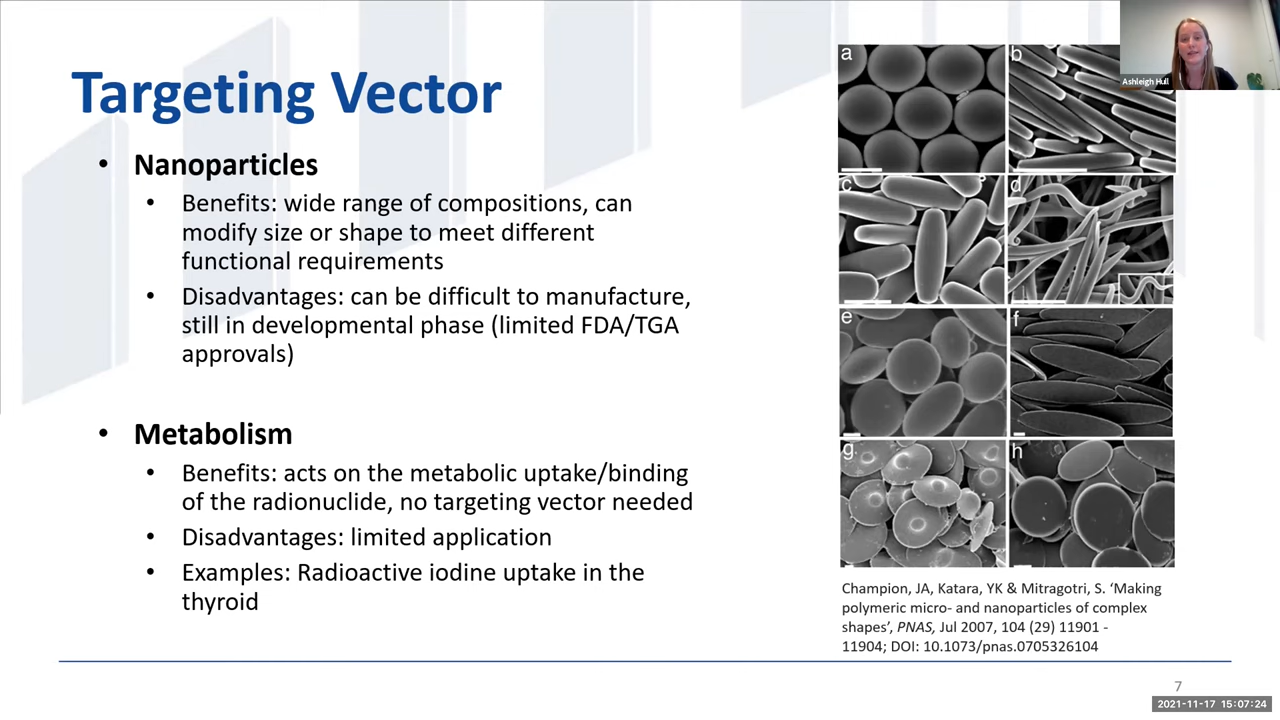 Targeting Vector
• Nanoparticles
• Benefits: wide range of compositions, can
modify size or shape to meet different
functional requirements
• Disadvantages: can be difficult to manufacture,
still in developmental phase (limited FDA/TGA
approvals)
• Metabolism
• Benefits: acts on the metabolic uptake/binding
of the radionuclide, no targeting vector needed
• Disadvantages: limited application
• Examples: Radioactive iodine uptake in the
thyroid
a
b
c
d
e
f
g
h
Ashleigh Hull
Champion, JA, Katara, YK & Mitragotri, S. ‘Making
polymeric micro- and nanoparticles of complex
shapes’, PNAS, Jul 2007, 104 (29) 11901 -
11904; DOI: 10.1073/pnas.0705326104
7
2021-11-17 15:07:24